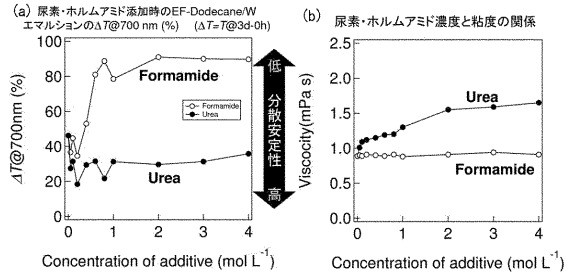 (a) 尿素・ホルムアミド添加時のEF-Dodecane/W
エマルションのΔT@700 nm (%) (ΔT=T@3d-0h)
ΔT@700nm (%)
100
80
60
40
20
0
Formamide
Formamide
Urea
Urea
0 1 2 3 4
Concentration of additive (mol L-1)
低 分散安定性 高
(b) 尿素・ホルムアミド濃度と粘度の関係
Viscocity(mPa s)
2.5
2.0
1.5
1.0
0.5
0.0
Urea
Formamide
0 1 2 3 4
Concentration of additive (mol L-1)